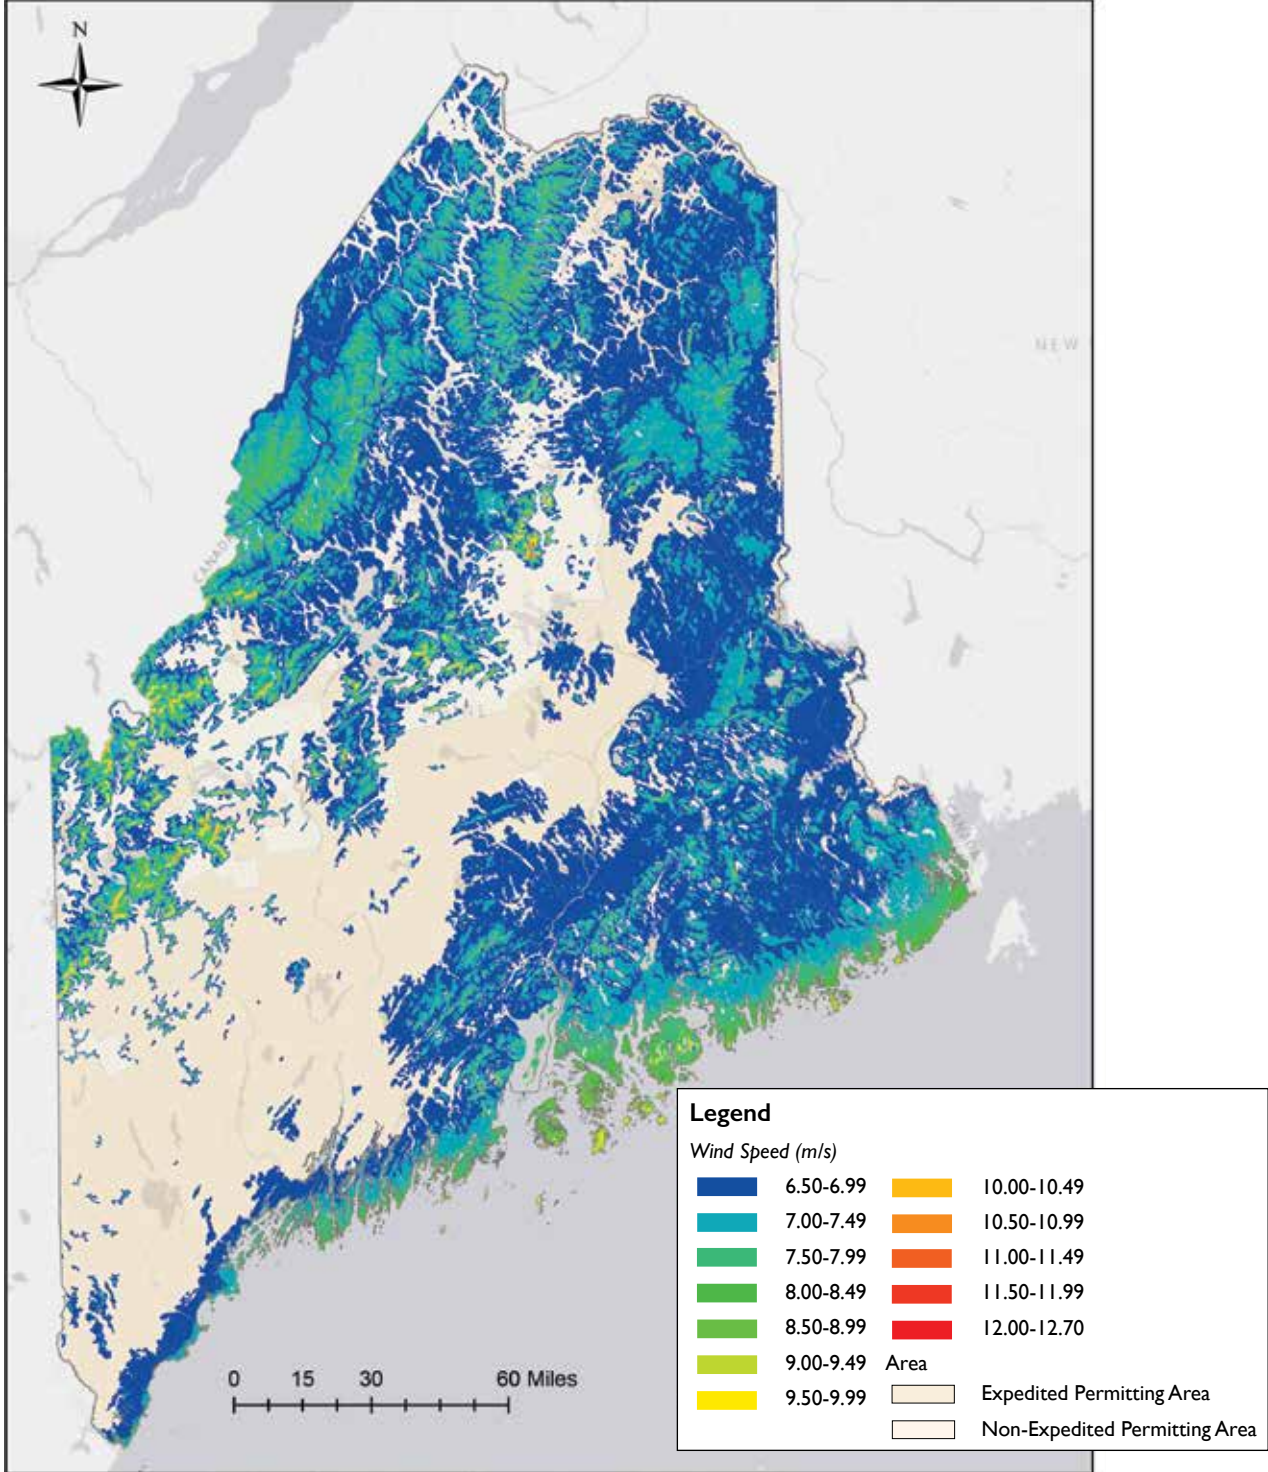 N
NEW
CANAD
0 15 30 60 Miles
Legend
Wind Speed (m/s)
6.50-6.99
7.00-7.49
7.50-7.99
8.00-8.49
8.50-8.99
9.00-9.49
9.50-9.99
10.00-10.49
10.50-10.99
11.00-11.49
11.50-11.99
12.00-12.70
Area
Expedited Permitting Area
Non-Expedited Permitting Area